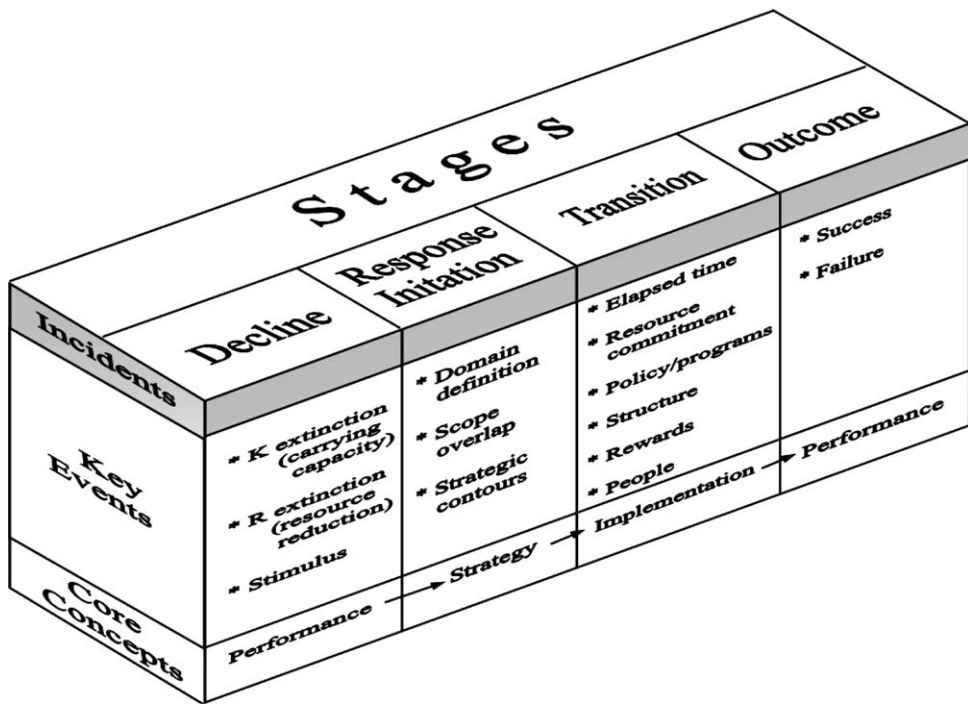 Stages
Decline
Response
Initation
Transition
Outcome
Incidents
Key
Events
* K extinction
(carrying
capacity)
* R extinction
(resource
reduction)
* Stimulus
* Domain
definition
* Scope
overlap
* Strategic
contours
* Elapsed time
* Resource
commitment
* Policy/programs
* Structure
* Rewards
* People
* Success
* Failure
Core
Concepts
Performance
Strategy
Implementation
Performance